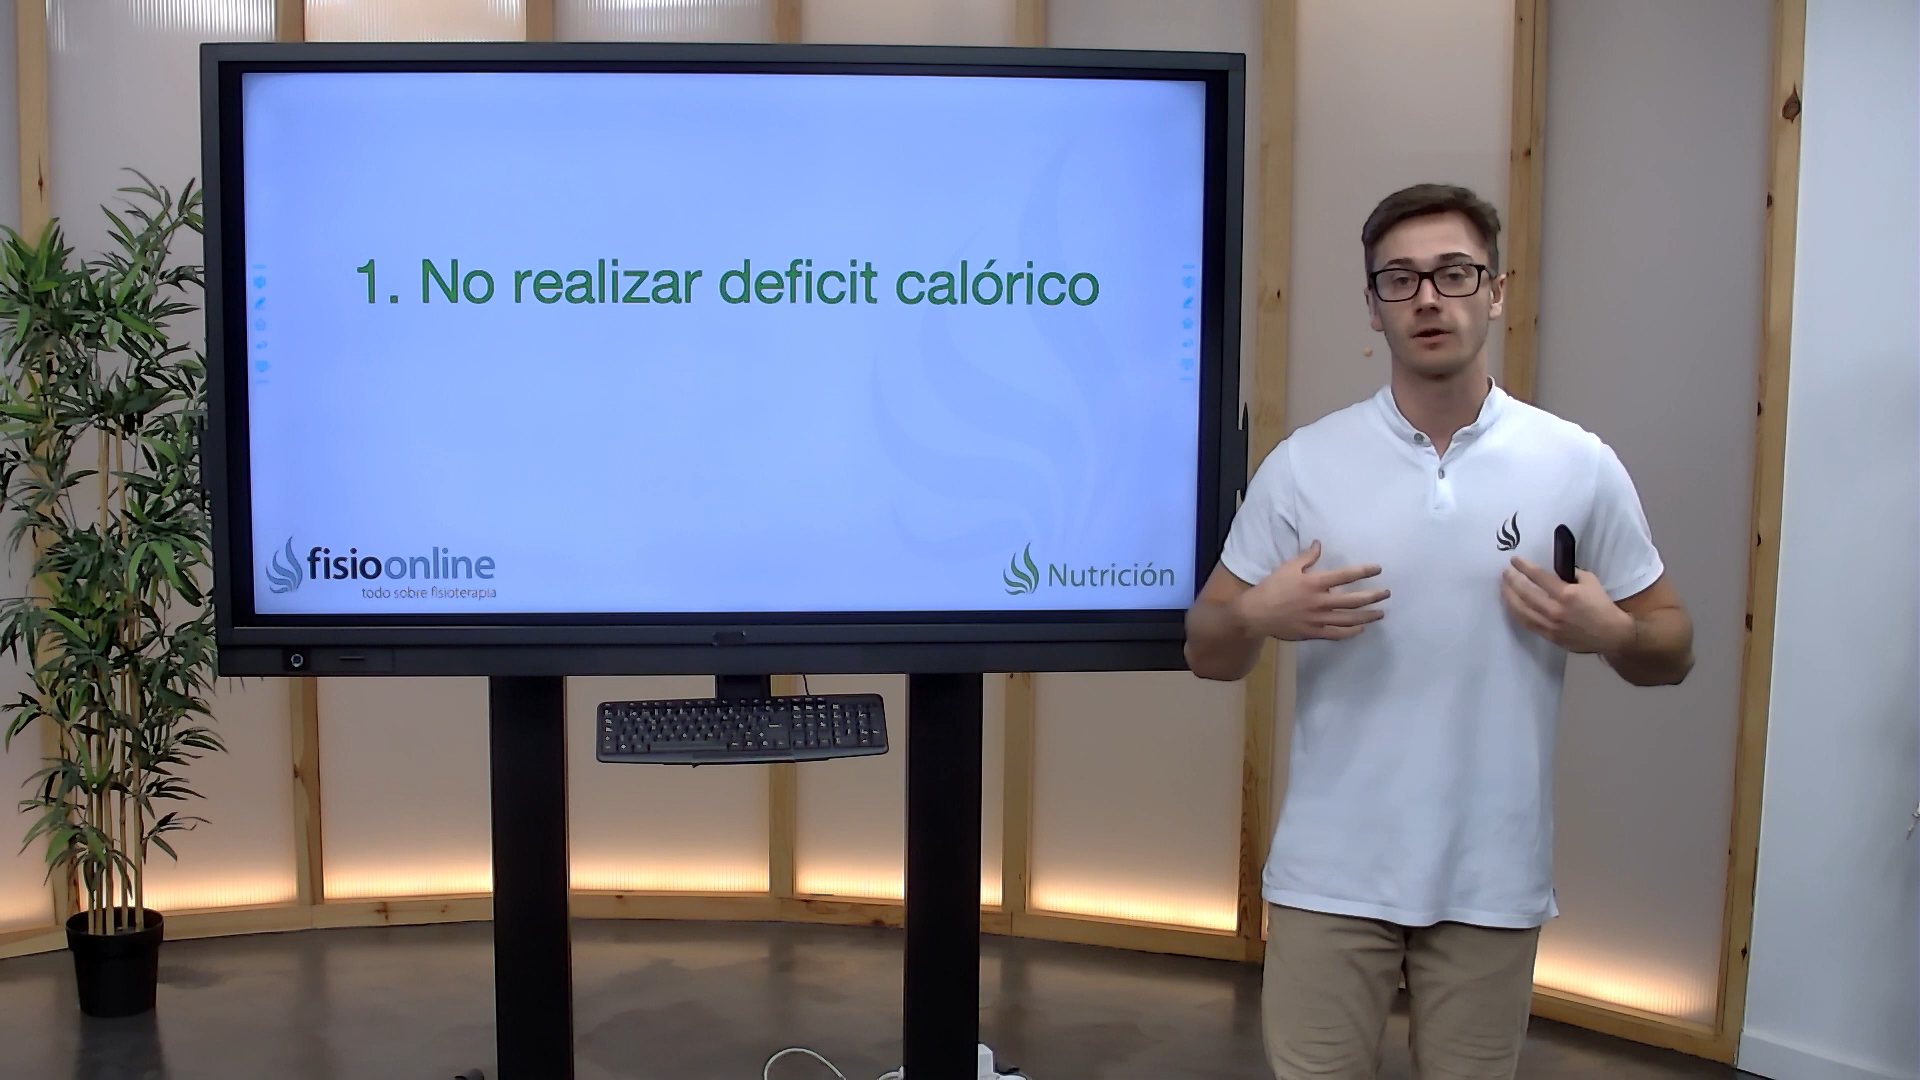 1. No realizar deficit calórico
fisioonline
todo sobre fisioterapia
Nutrición